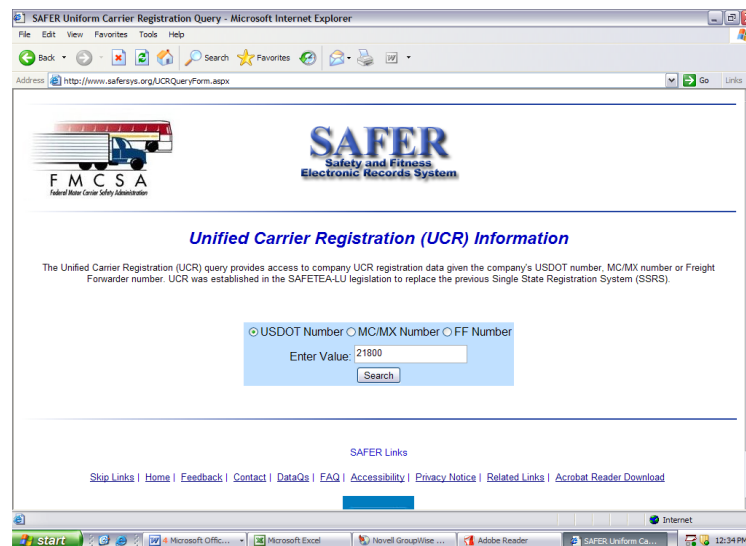 SAFER Uniform Carrier Registration Query - Microsoft Internet Explorer
File Edit View Favorites Tools Help
Back Search Favorites
Address http://www.safersys.org/UCRQueryForm.aspx Go Links
FMCSA
Federal Motor Carrier Safety Administration
SAFER
Safety and Fitness
Electronic Records System
Unified Carrier Registration (UCR) Information
The Unified Carrier Registration (UCR) query provides access to company UCR registration data given the company's USDOT number, MC/MX number or Freight
Forwarder number. UCR was established in the SAFETEA-LU legislation to replace the previous Single State Registration System (SSRS).
USDOT Number MC/MX Number FF Number
Enter Value: 21800
Search
SAFER Links
Skip Links | Home | Feedback | Contact | DataQs | FAQ | Accessibility | Privacy Notice | Related Links | Acrobat Reader Download
Internet
start 4 Microsoft Offic... Microsoft Excel Novell GroupWise ... Adobe Reader SAFER Uniform Ca... 12:34 PM